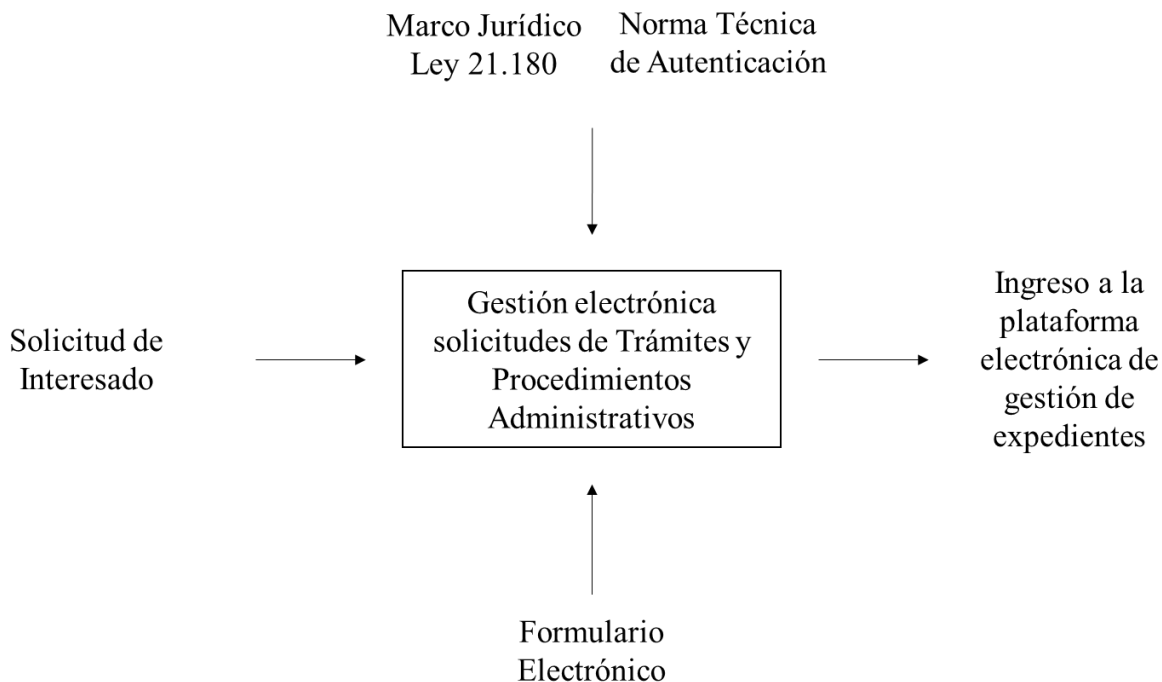 Marco Jurídico
Ley 21.180
Norma Técnica
de Autenticación
Solicitud de
Interesado
Gestión electrónica
solicitudes de Trámites y
Procedimientos
Administrativos
Ingreso a la
plataforma
electrónica de
gestión de
expedientes
Formulario
Electrónico